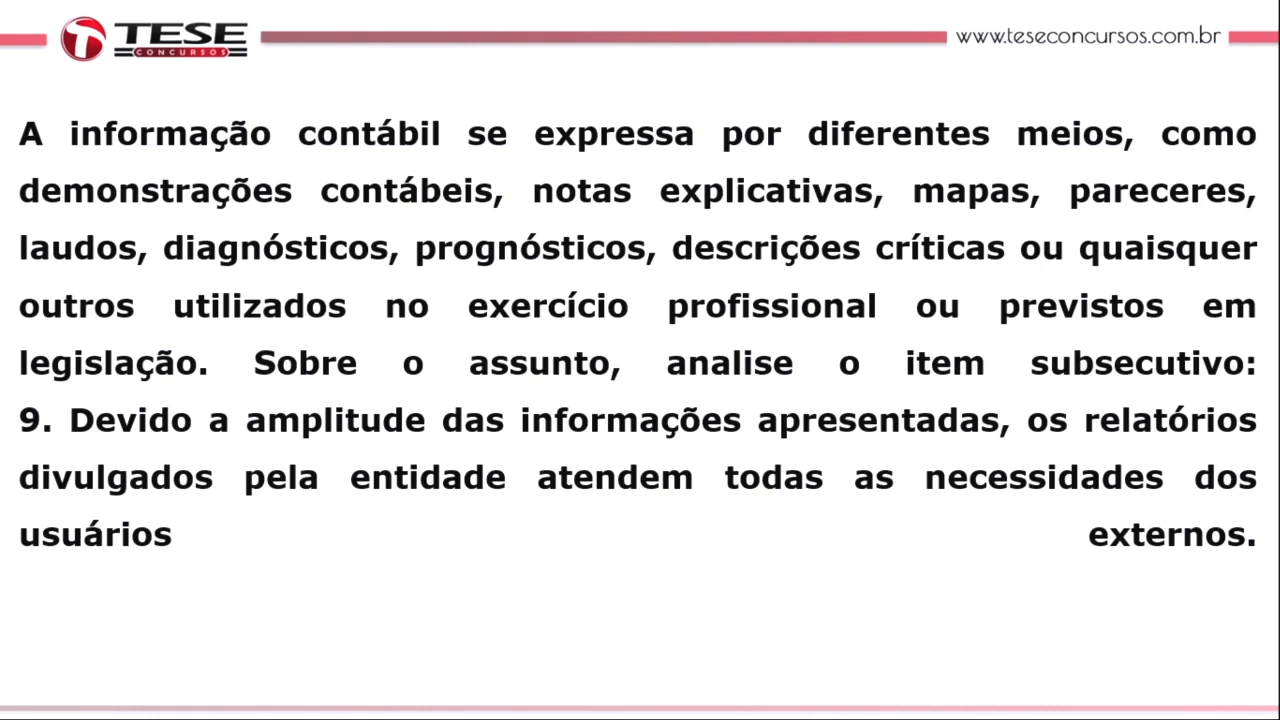 TESE
CONCURSOS
www.teseconcursos.com.br
A informação contábil se expressa por diferentes meios, como
demonstrações contábeis, notas explicativas, mapas, pareceres,
laudos, diagnósticos, prognósticos, descrições críticas ou quaisquer
outros utilizados no exercício profissional ou previstos em
legislação. Sobre o assunto, analise o item subsecutivo:
9. Devido a amplitude das informações apresentadas, os relatórios
divulgados pela entidade atendem todas as necessidades dos
usuários externos.